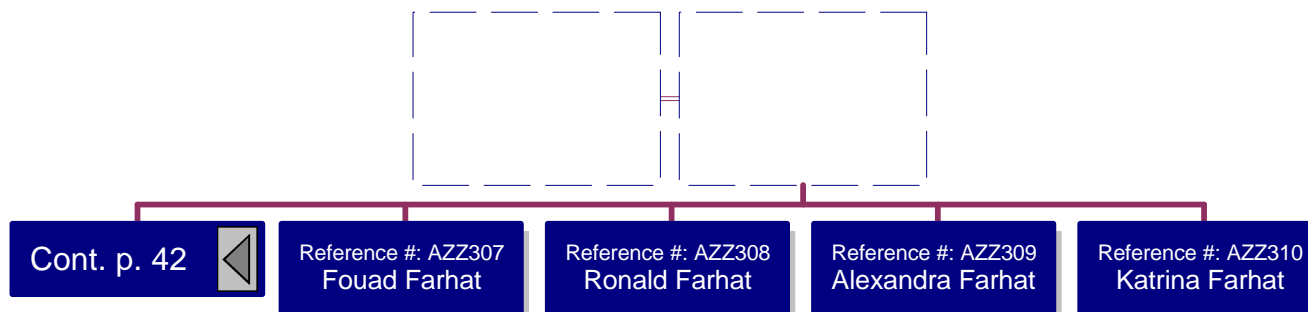 Cont. p. 42
Reference #: AZZ307
Fouad Farhat
Reference #: AZZ308
Ronald Farhat
Reference #: AZZ309
Alexandra Farhat
Reference #: AZZ310
Katrina Farhat